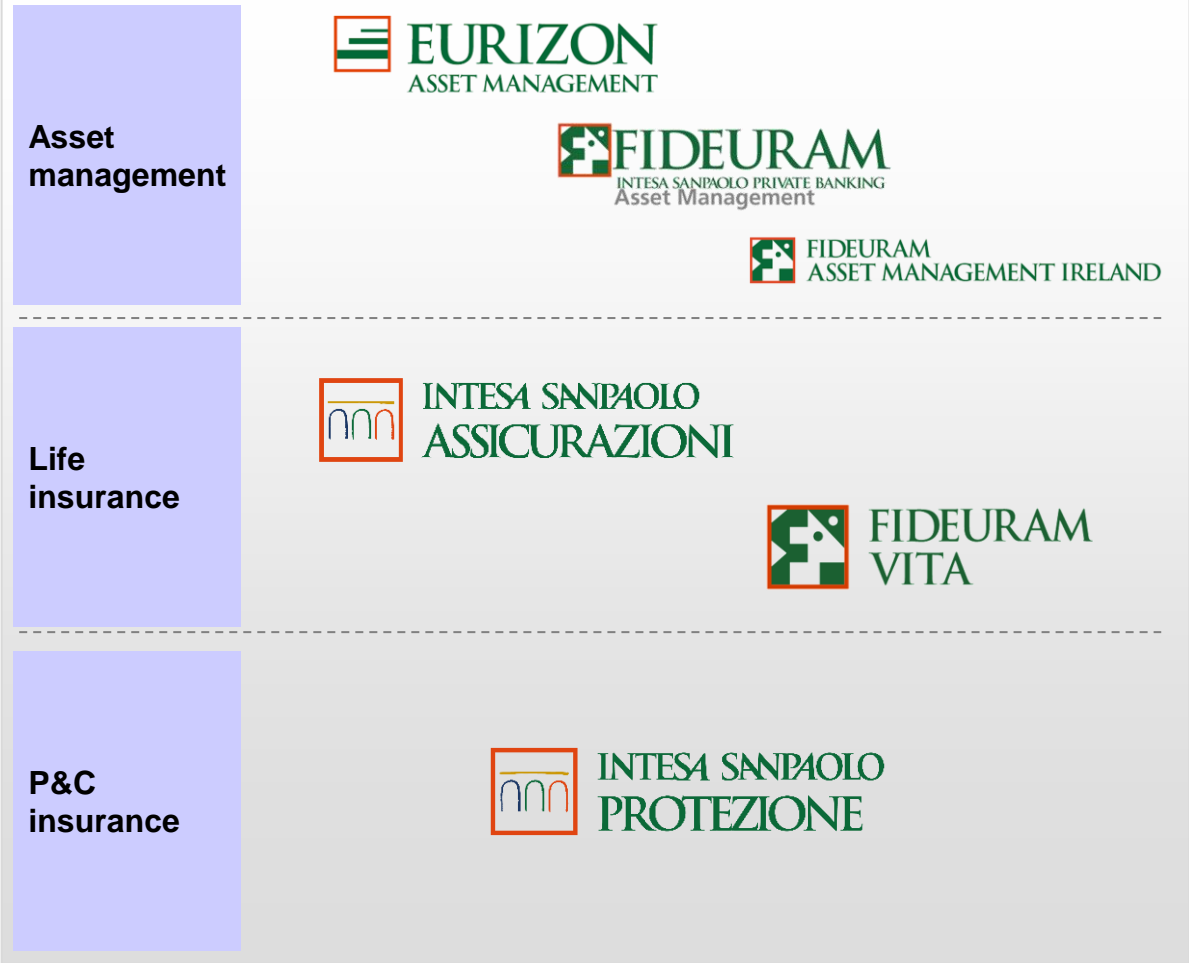 EURIZON
ASSET MANAGEMENT
Asset
management
FIDEURAM
INTESA SANPAOLO PRIVATE BANKING
Asset Management
FIDEURAM
ASSET MANAGEMENT IRELAND
Life
insurance
INTESA SANPAOLO
ASSICURAZIONI
FIDEURAM
VITA
P&C
insurance
INTESA SANPAOLO
PROTEZIONE